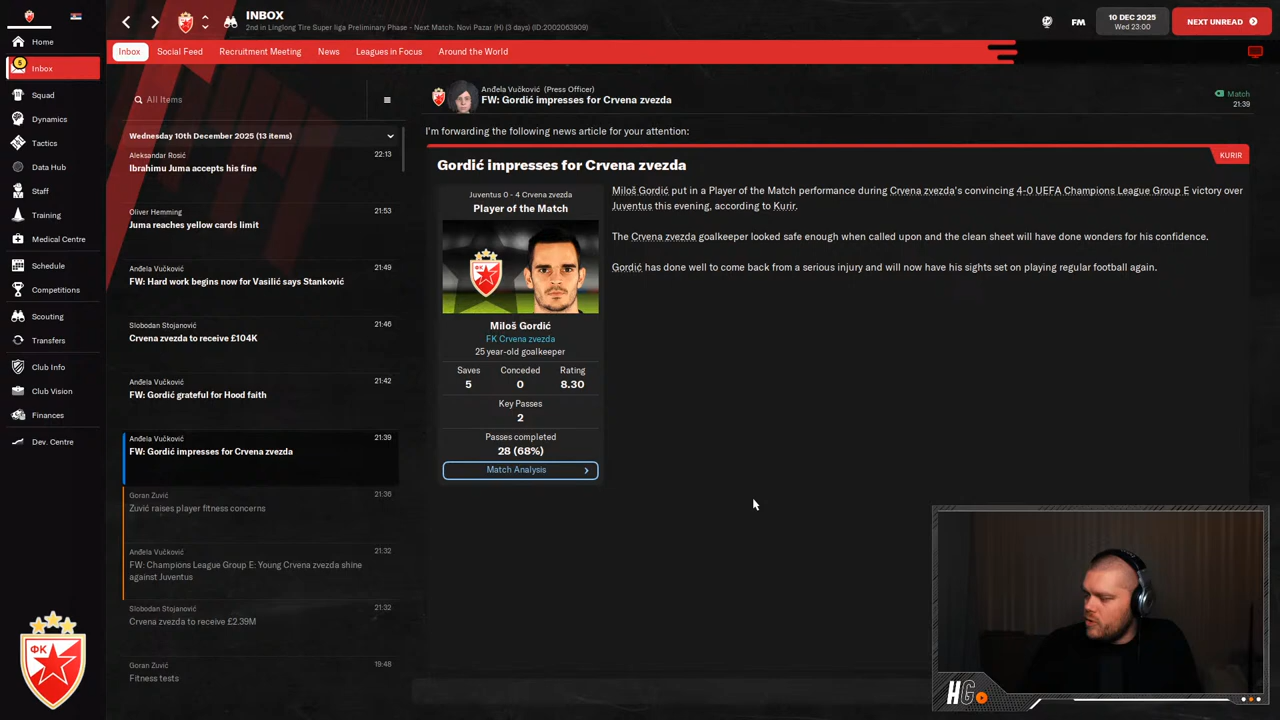 INBOX
2nd in Linglong Tire Super liga Preliminary Phase - Next Match: Novi Pazar (H) (3 days) (ID:2002063909)
FM
10 DEC 2025
Wed 23:00
NEXT UNREAD
Home
5
Inbox
Squad
Dynamics
Tactics
Data Hub
Staff
Training
Medical Centre
Schedule
Competitions
Scouting
Transfers
Club Info
Club Vision
Finances
Dev. Centre
ФК
Inbox
Social Feed
Recruitment Meeting
News
Leagues in Focus
Around the World
All Items
Wednesday 10th December 2025 (13 items)
Aleksandar Rosić 22:13
Ibrahimu Juma accepts his fine
Oliver Hemming 21:53
Juma reaches yellow cards limit
Anđela Vučković 21:49
FW: Hard work begins now for Vasilić says Stanković
Slobodan Stojanović 21:46
Crvena zvezda to receive £104K
Anđela Vučković 21:42
FW: Gordić grateful for Hood faith
Anđela Vučković 21:39
FW: Gordić impresses for Crvena zvezda
Goran Zuvić 21:36
Zuvić raises player fitness concerns
Anđela Vučković 21:32
FW: Champions League Group E: Young Crvena zvezda shine
against Juventus
Slobodan Stojanović 21:32
Crvena zvezda to receive £2.39M
Goran Zuvić 19:48
Fitness tests
Anđela Vučković (Press Officer)
FW: Gordić impresses for Crvena zvezda
Match
21:39
I'm forwarding the following news article for your attention:
Gordić impresses for Crvena zvezda
KURIR
Juventus 0 - 4 Crvena zvezda
Player of the Match
Miloš Gordić
FK Crvena zvezda
25 year-old goalkeeper
Saves Conceded Rating
5 0 8.30
Key Passes
2
Passes completed
28 (68%)
Match Analysis
Miloš Gordić put in a Player of the Match performance during Crvena zvezda's convincing 4-0 UEFA Champions League Group E victory over
Juventus this evening, according to Kurir.
The Crvena zvezda goalkeeper looked safe enough when called upon and the clean sheet will have done wonders for his confidence.
Gordić has done well to come back from a serious injury and will now have his sights set on playing regular football again.
HG